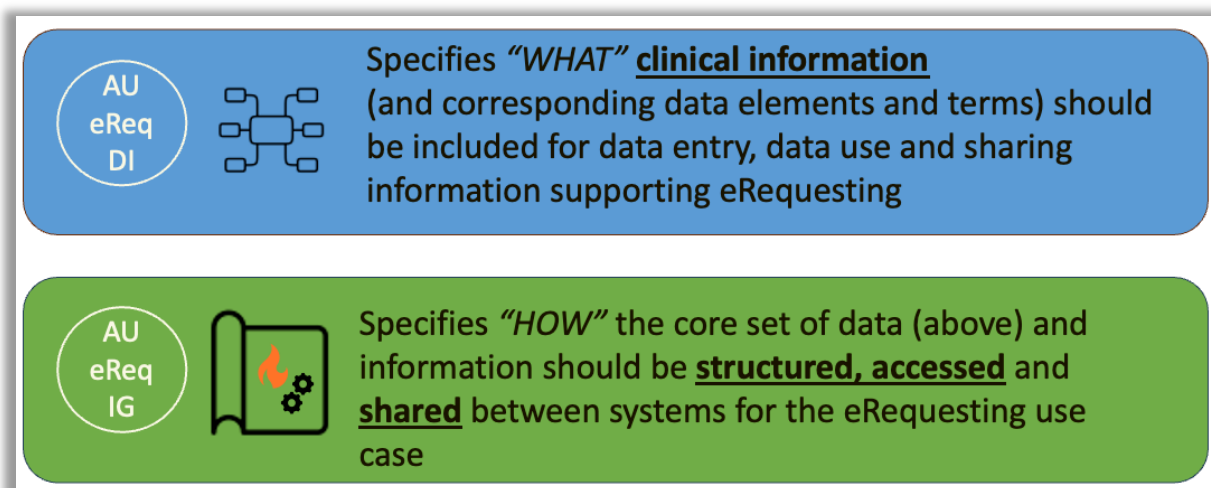 AU
eReq
DI
Specifies “WHAT” clinical information
(and corresponding data elements and terms) should
be included for data entry, data use and sharing
information supporting eRequesting
AU
eReq
IG
Specifies “HOW” the core set of data (above) and
information should be structured, accessed and
shared between systems for the eRequesting use
case